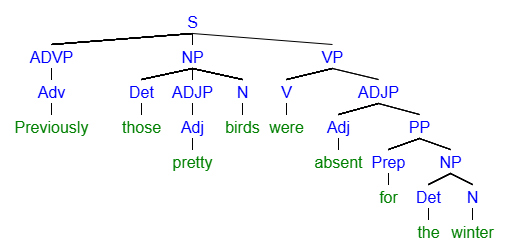 S
ADVP NP VP
Adv Det ADJP N V ADJP
Previously those Adj birds were Adj PP
pretty absent Prep NP
for Det N
the winter